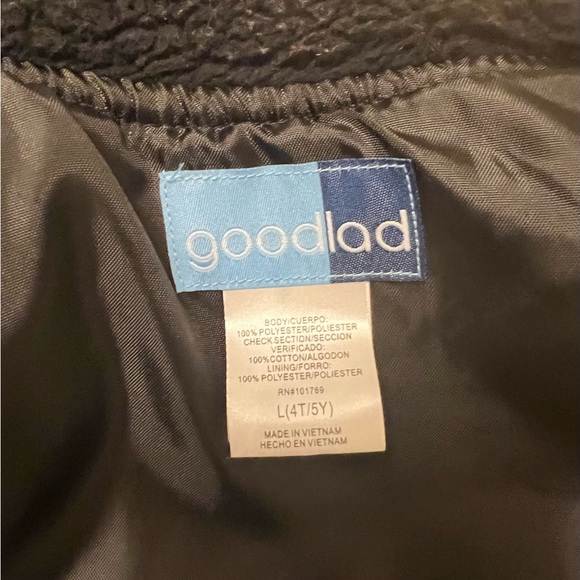 goodlad
BODY/CUERPO:
100% POLYESTER/POLIESTER
CHECK SECTION/SECCION
VERIFICADO:
100%COTTON/ALGODON
LINING/FORRO:
100% POLYESTER/POLIESTER
RN#101769
L(4T/5Y)
MADE IN VIETNAM
HECHO EN VIETNAM